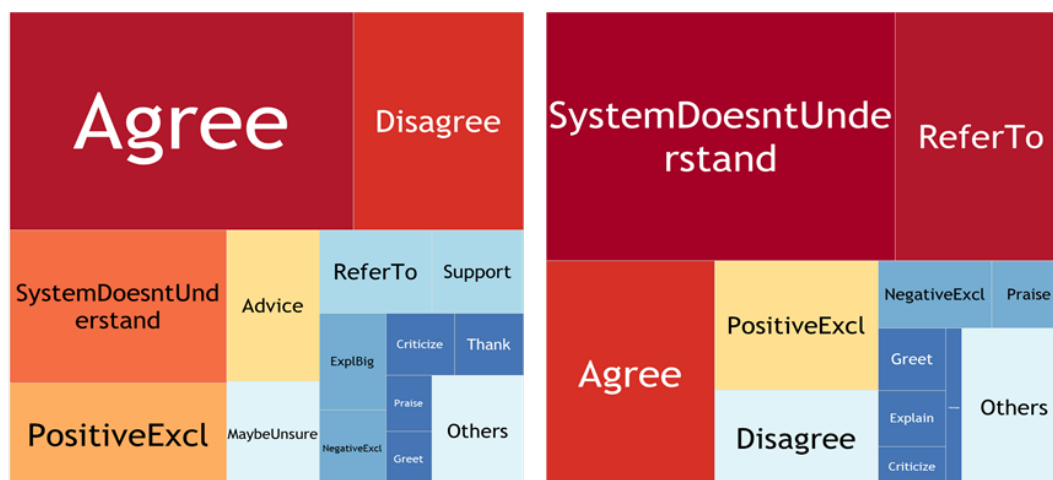 Agree
Disagree
SystemDoesntUnd
erstand
Advice
ReferTo
Support
ExplBig
Criticize
Thank
PositiveExcl
MaybeUnsure
Praise
NegativeExcl
Greet
Others
SystemDoesntUnde
rstand
ReferTo
Agree
PositiveExcl
NegativeExcl
Praise
Greet
Disagree
Explain
Criticize
Others